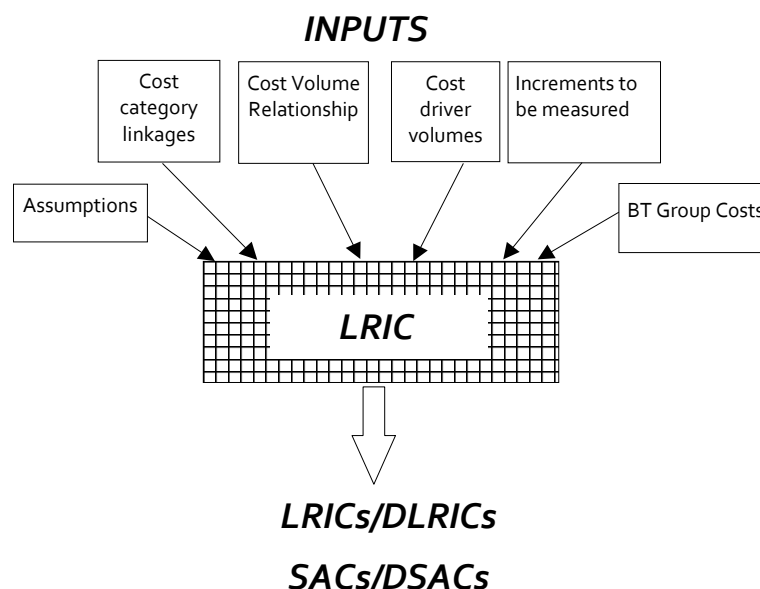 INPUTS
Cost
category
linkages
Cost Volume
Relationship
Cost
driver
volumes
Increments to
be measured
Assumptions
BT Group Costs
LRIC
LRICs/DLRICs
SACs/DSACs